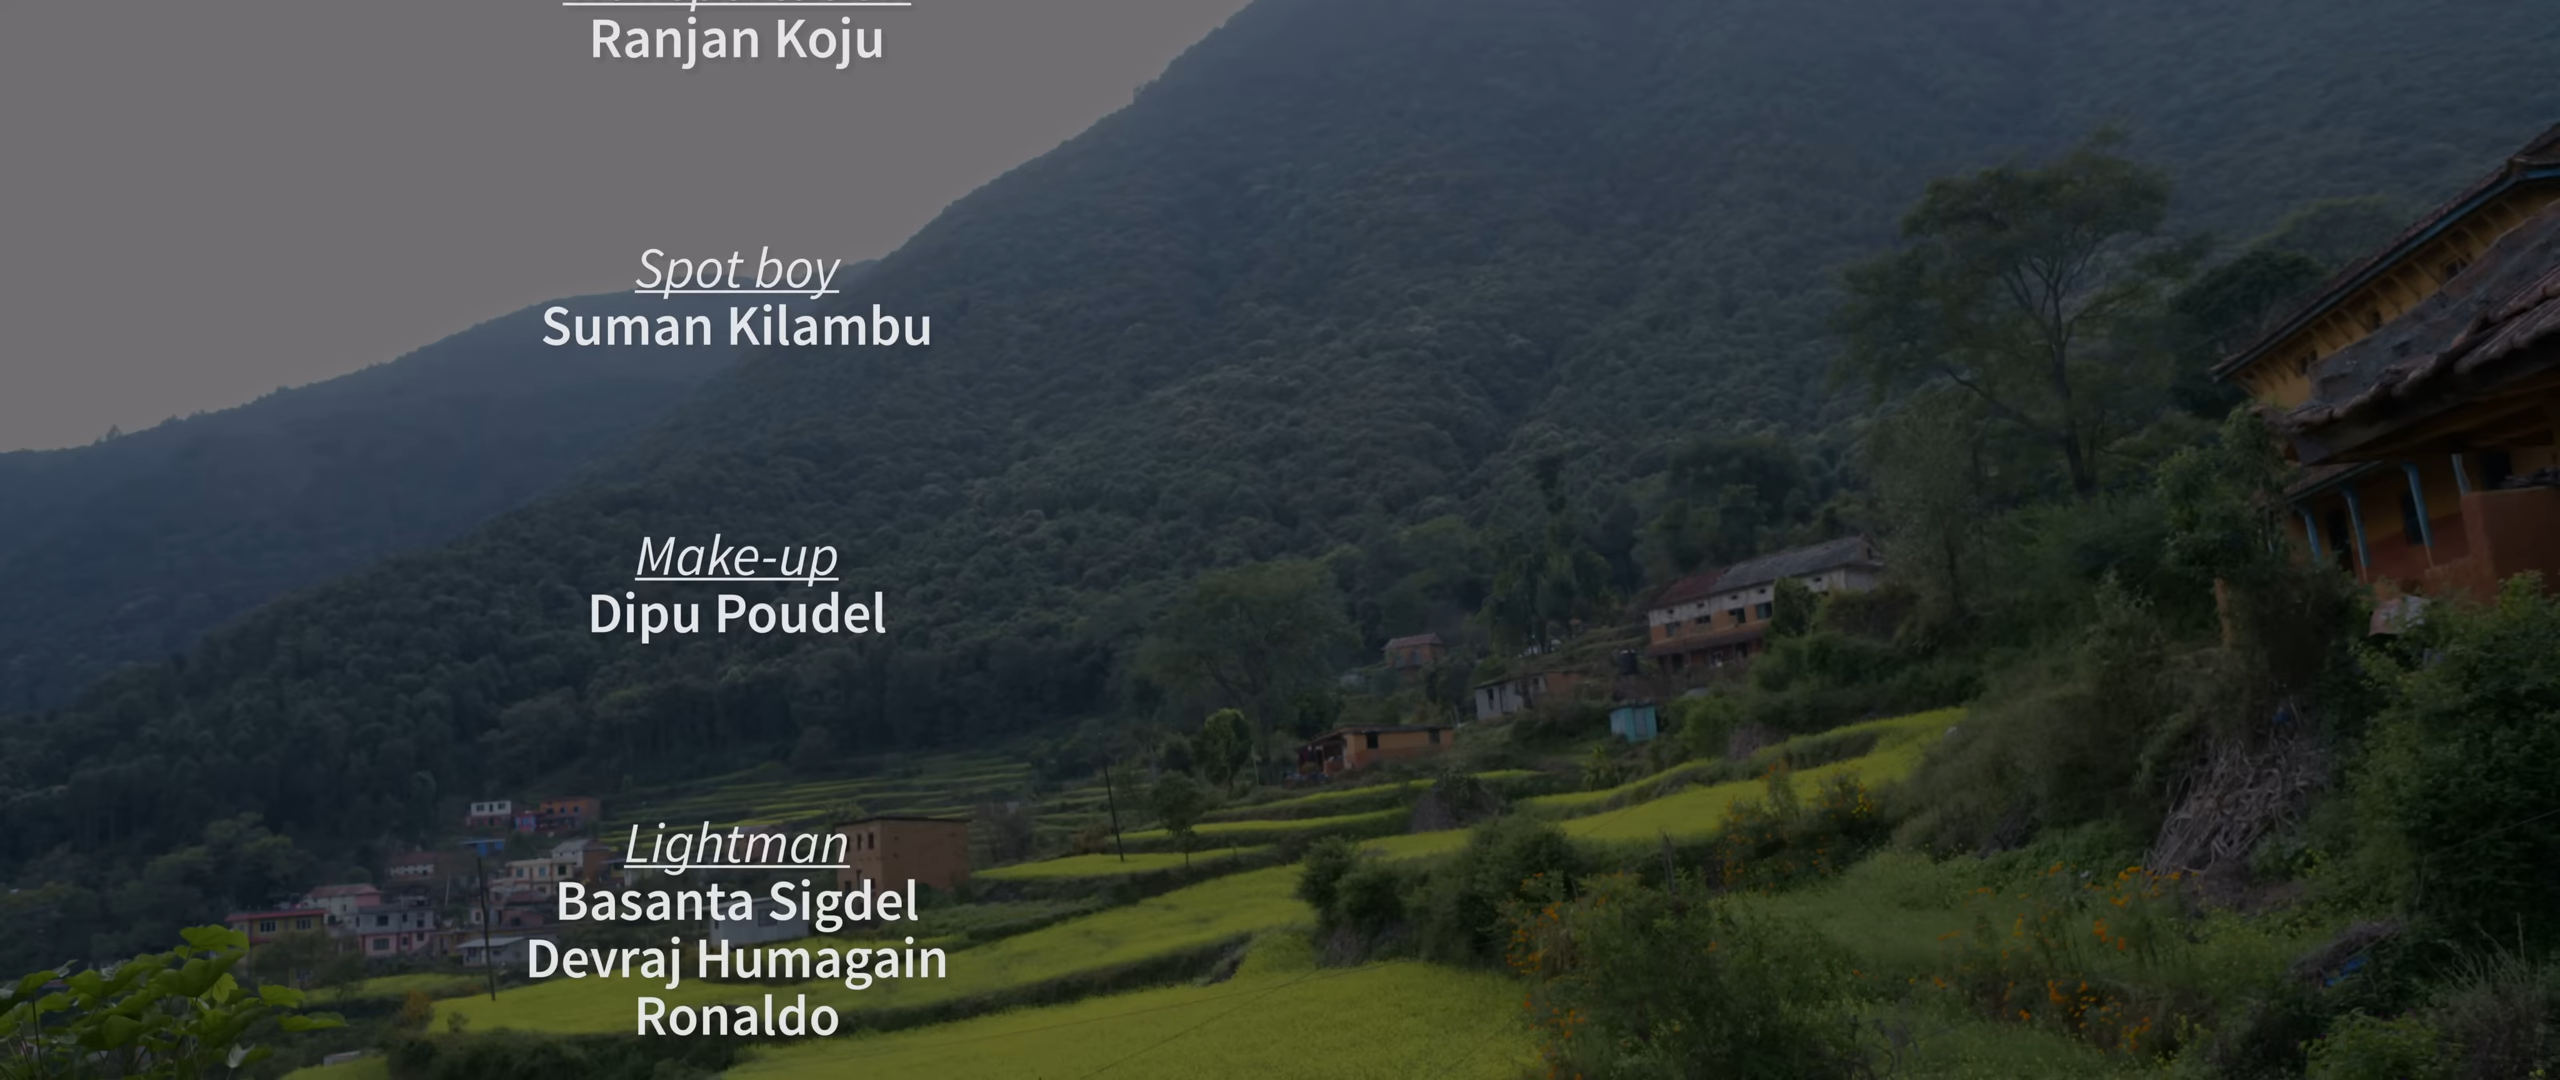 Ranjan Koju
Spot boy
Suman Kilambu
Make-up
Dipu Poudel
Lightman
Basanta Sigdel
Devraj Humagain
Ronaldo